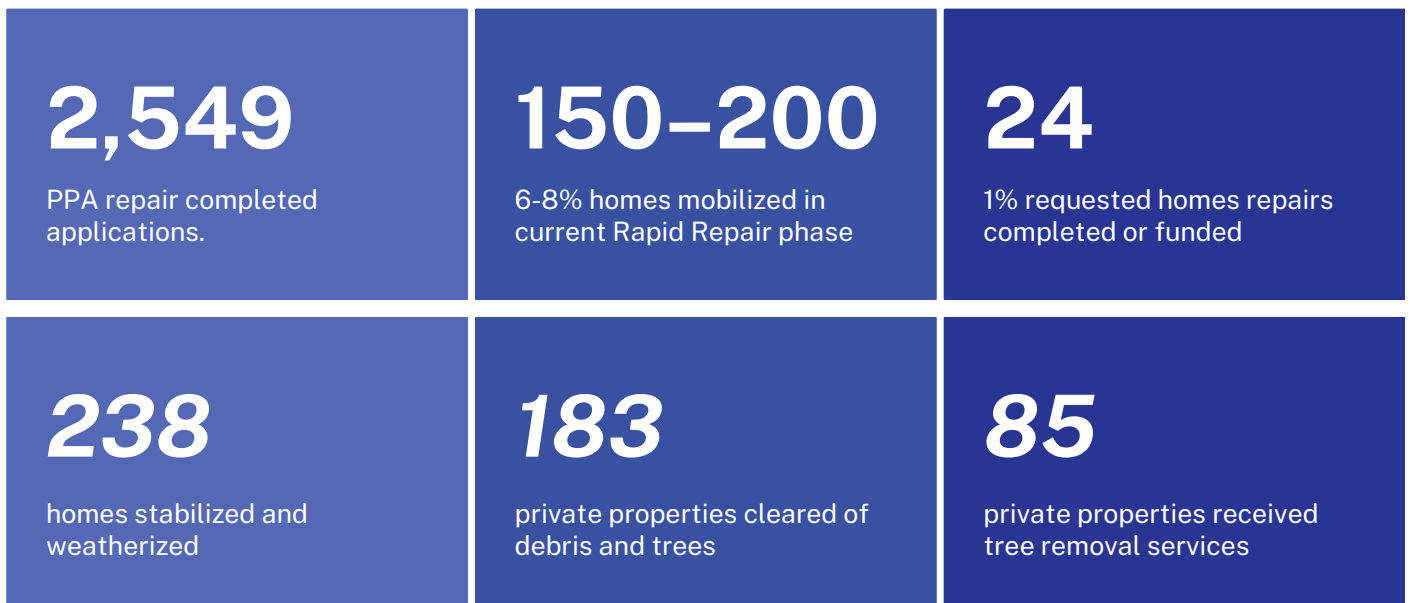 2,549
PPA repair completed
applications.
150–200
6-8% homes mobilized in
current Rapid Repair phase
24
1% requested homes repairs
completed or funded
238
homes stabilized and
weatherized
183
private properties cleared of
debris and trees
85
private properties received
tree removal services